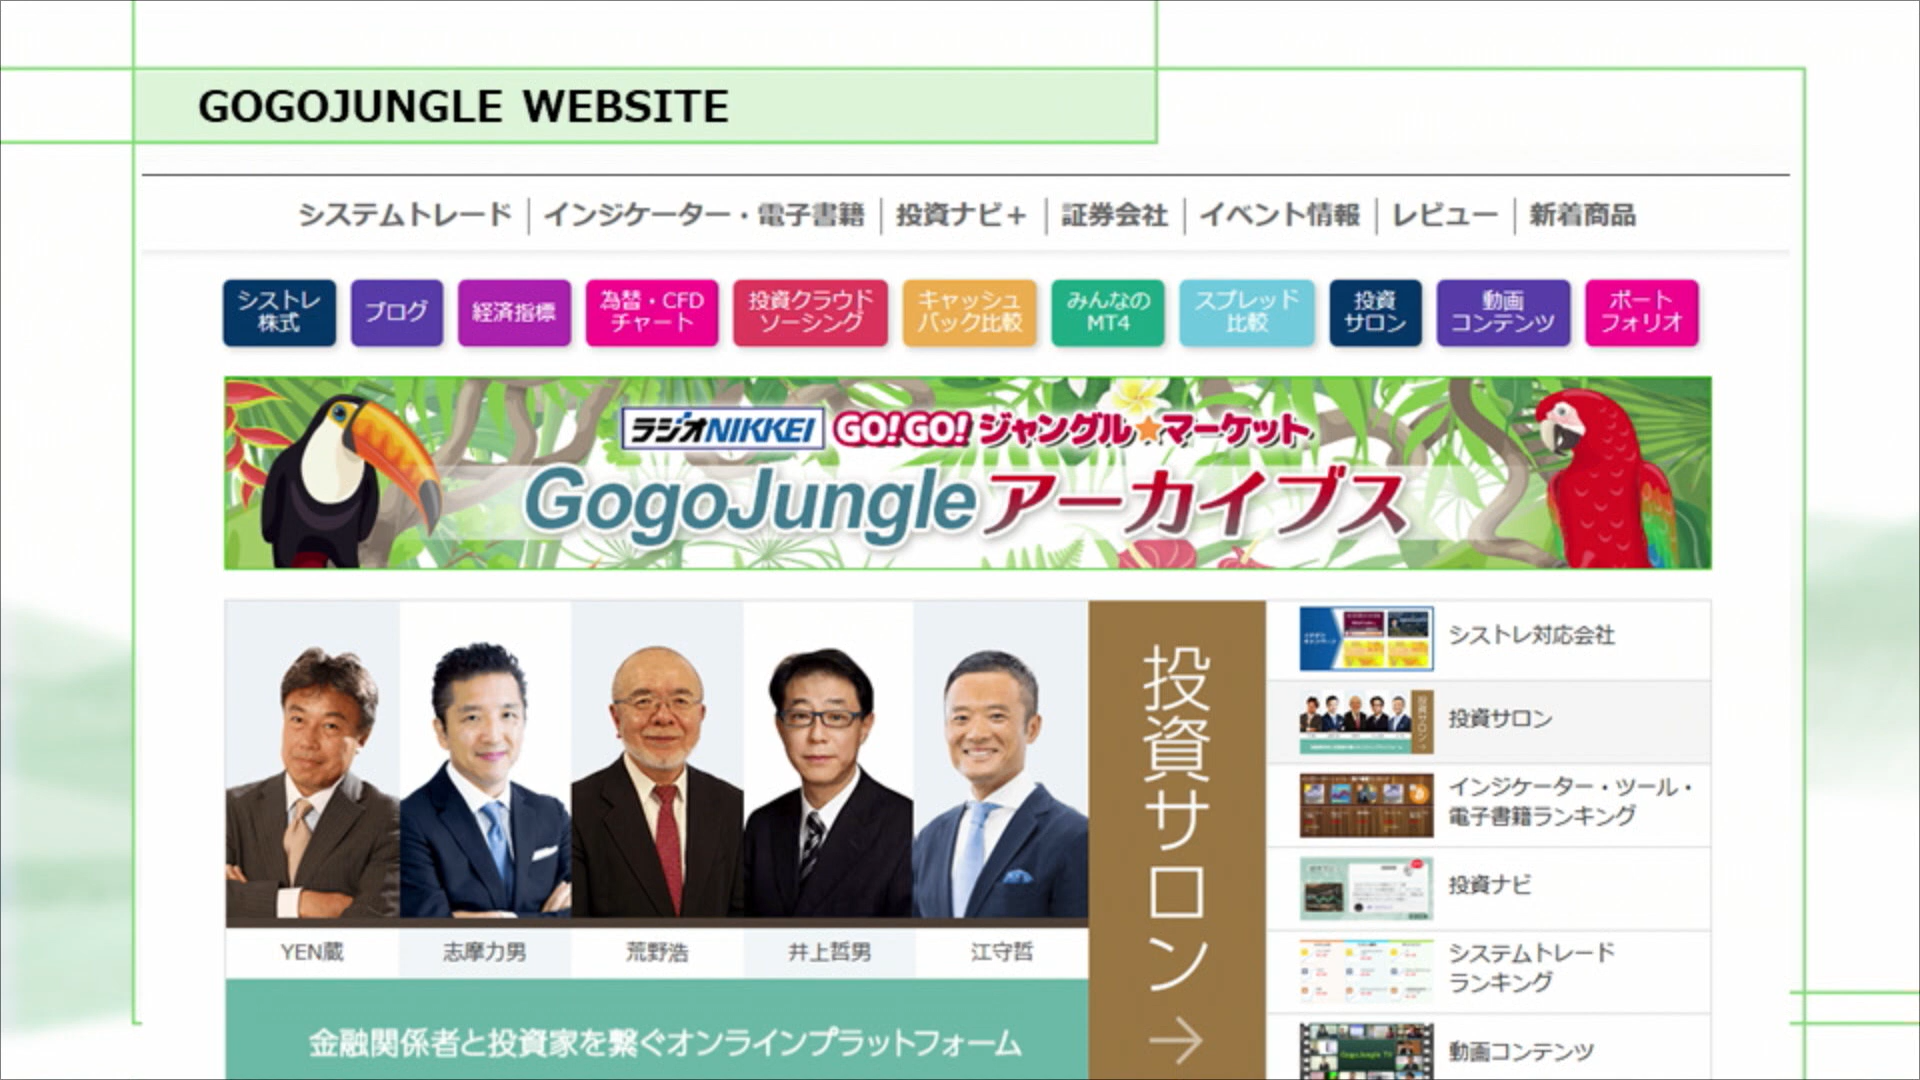 GOGOJUNGLE WEBSITE
システムトレード | インジケーター・電子書籍 | 投資ナビ+ | 証券会社 | イベント情報 | レビュー | 新着商品
シストレ
株式
ブログ
経済指標
為替・CFD
チャート
投資クラウド
ソーシング
キャッシュ
バック比較
みんなの
MT4
スプレッド
比較
投資
サロン
動画
コンテンツ
ポート
フォリオ
ラジオNIKKEI GO!GO!ジャングル★マーケット
GogoJungleアーカイブス
YEN蔵
志摩力男
荒野浩
井上哲男
江守哲
金融関係者と投資家を繋ぐオンラインプラットフォーム
投資サロン→
シストレ対応会社
投資サロン
インジケーター・ツール・
電子書籍ランキング
投資ナビ
システムトレード
ランキング
動画コンテンツ